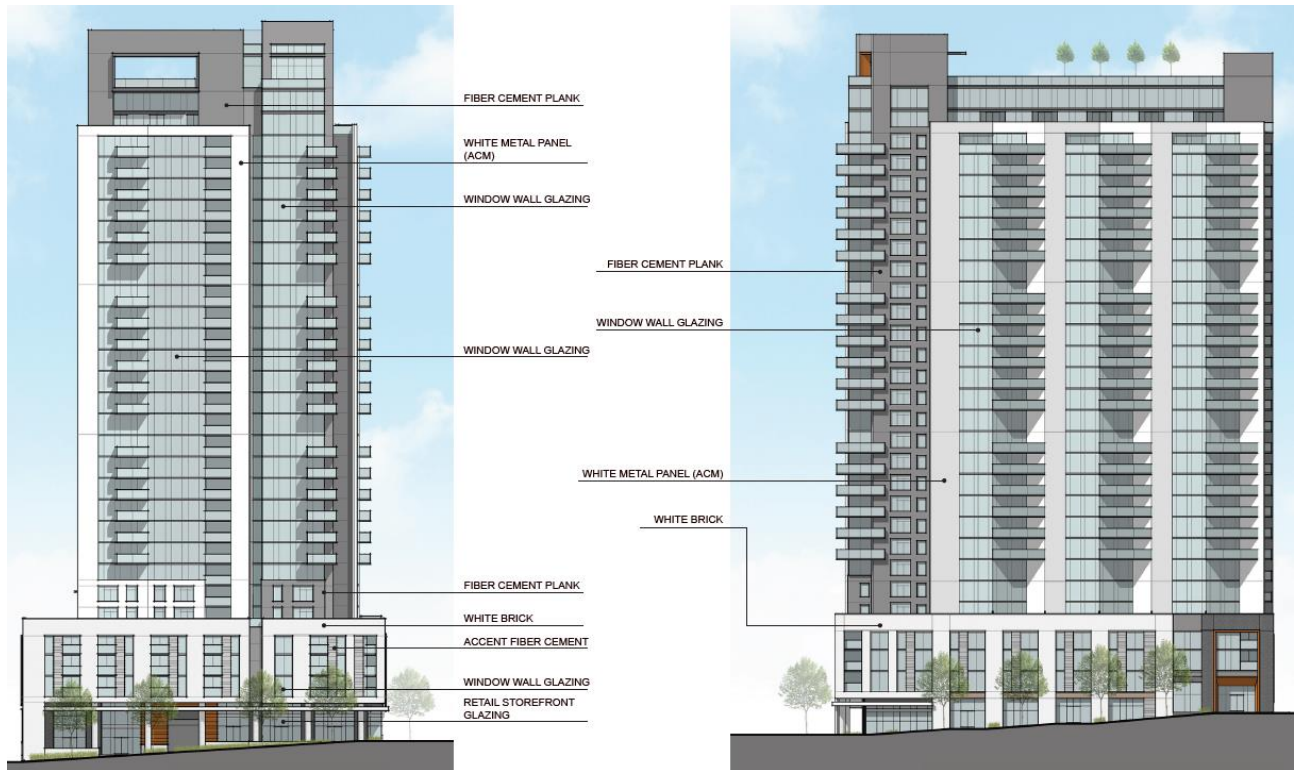 FIBER CEMENT PLANK
WHITE METAL PANEL
(ACM)
WINDOW WALL GLAZING
WINDOW WALL GLAZING
FIBER CEMENT PLANK
WHITE BRICK
ACCENT FIBER CEMENT
WINDOW WALL GLAZING
RETAIL STOREFRONT
GLAZING
FIBER CEMENT PLANK
WINDOW WALL GLAZING
WHITE METAL PANEL (ACM)
WHITE BRICK